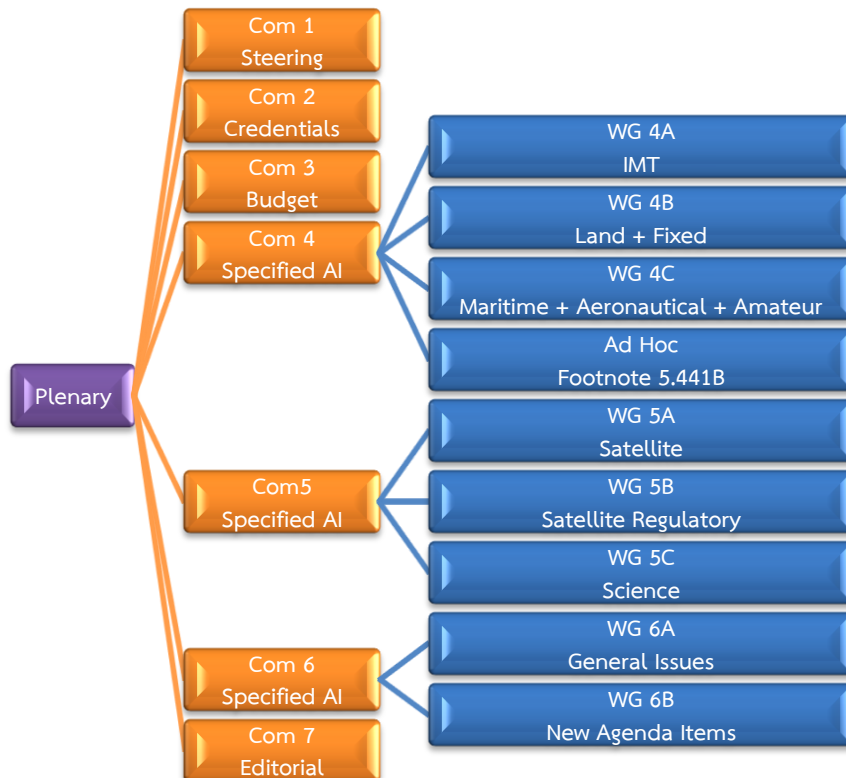 Plenary
Com 1
Steering
Com 2
Credentials
Com 3
Budget
Com 4
Specified AI
WG 4A
IMT
WG 4B
Land + Fixed
WG 4C
Maritime + Aeronautical + Amateur
Ad Hoc
Footnote 5.441B
Com5
Specified AI
WG 5A
Satellite
WG 5B
Satellite Regulatory
WG 5C
Science
Com 6
Specified AI
WG 6A
General Issues
WG 6B
New Agenda Items
Com 7
Editorial